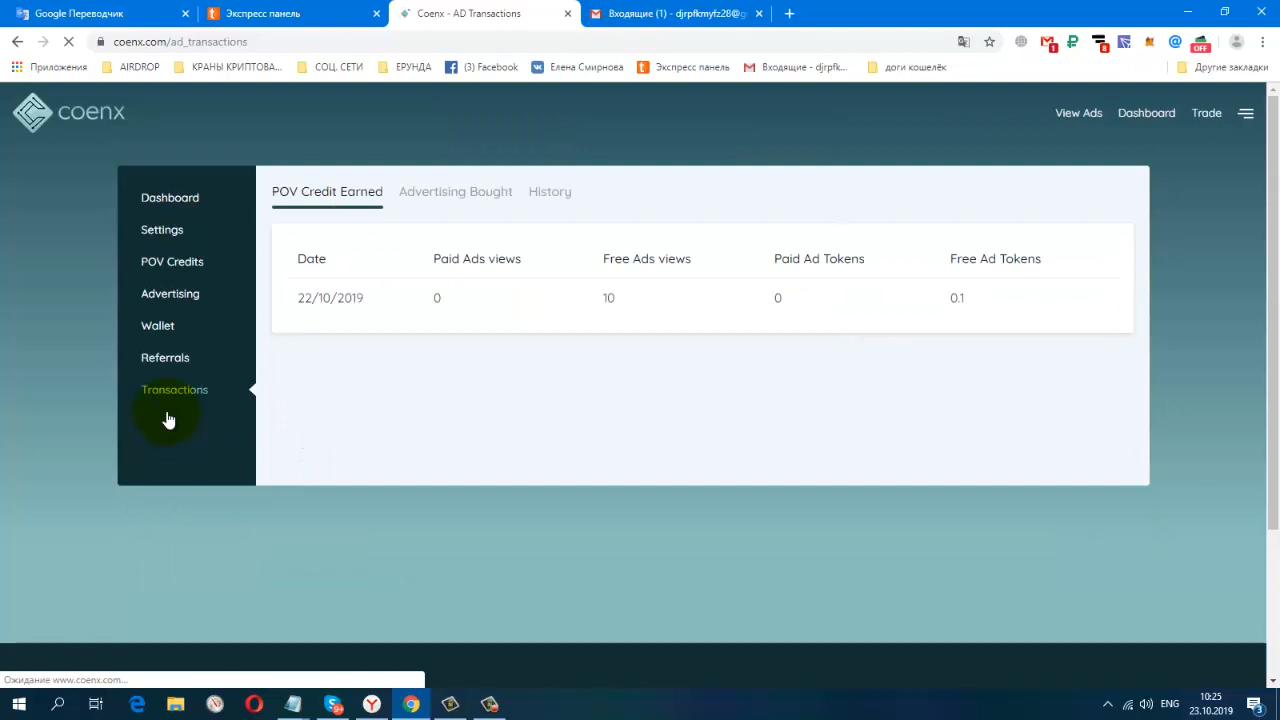 Google Переводчик
Экспресс панель
Coenx - AD Transactions
Входящие (1) - djrpfkmyfz28@g
coenx.com/ad_transactions
1
8
OFF
Приложения
AIRDROP
КРАНЫ КРИПТОВА...
СОЦ. СЕТИ
ЕРУНДА
(3) Facebook
Елена Смирнова
Экспресс панель
Входящие - djrpfk...
доги кошелёк
Другие закладки
coenx
View Ads
Dashboard
Trade
Dashboard
Settings
POV Credits
Advertising
Wallet
Referrals
Transactions
POV Credit Earned
Advertising Bought
History
Date
Paid Ads views
Free Ads views
Paid Ad Tokens
Free Ad Tokens
22/10/2019
0
10
0
0.1
Ожидание www.coenx.com...
10:25
23.10.2019
3